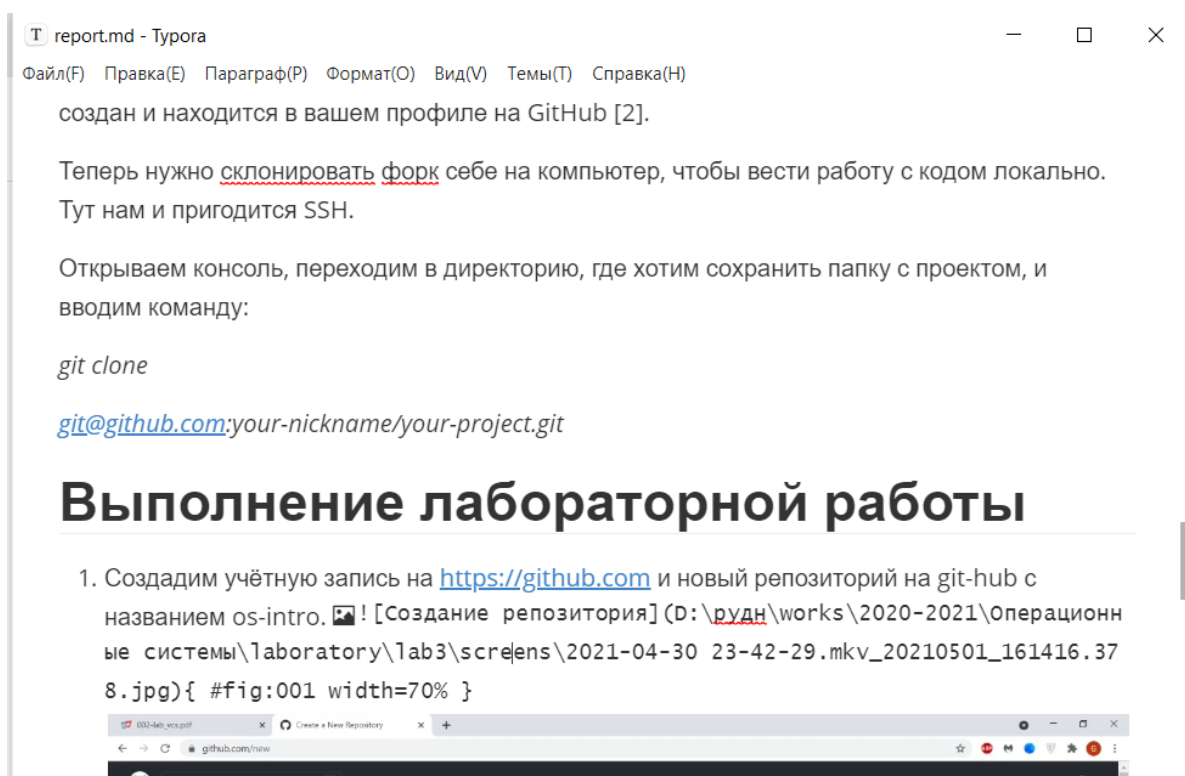 T report.md - Typora
Файл(F) Правка(E) Параграф(P) Формат(O) Вид(V) Темы(T) Справка(H)
создан и находится в вашем профиле на GitHub [2].
Теперь нужно склонировать форк себе на компьютер, чтобы вести работу с кодом локально.
Тут нам и пригодится SSH.
Открываем консоль, переходим в директорию, где хотим сохранить папку с проектом, и
вводим команду:
git clone
git@github.com:your-nickname/your-project.git
Выполнение лабораторной работы
1. Создадим учётную запись на https://github.com и новый репозиторий на git-hub с
названием os-intro. ![Создание репозитория](D:\рудн\works\2020-2021\Операционн
ые системы\laboratory\lab3\screens\2021-04-30 23-42-29.mkv_20210501_161416.37
8.jpg){ #fig:001 width=70% }
002-lab_vcs.pdf Create a New Repository
github.com/new